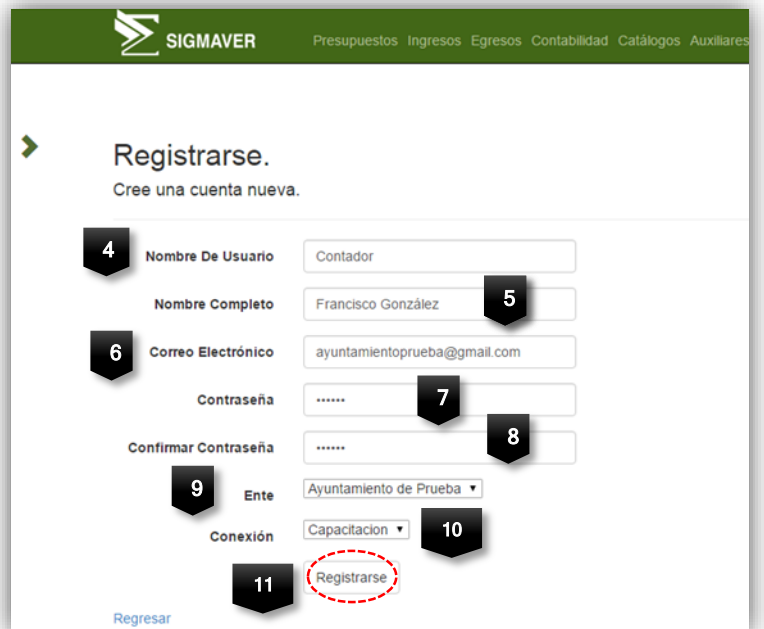 SIGMAVER Presupuestos Ingresos Egresos Contabilidad Catálogos Auxiliares
Registrarse.
Cree una cuenta nueva.
4 Nombre De Usuario Contador
Nombre Completo Francisco González 5
6 Correo Electrónico ayuntamientoprueba@gmail.com
Contraseña •••••• 7
Confirmar Contraseña •••••• 8
9 Ente Ayuntamiento de Prueba
Conexión Capacitacion 10
11 Registrarse
Regresar